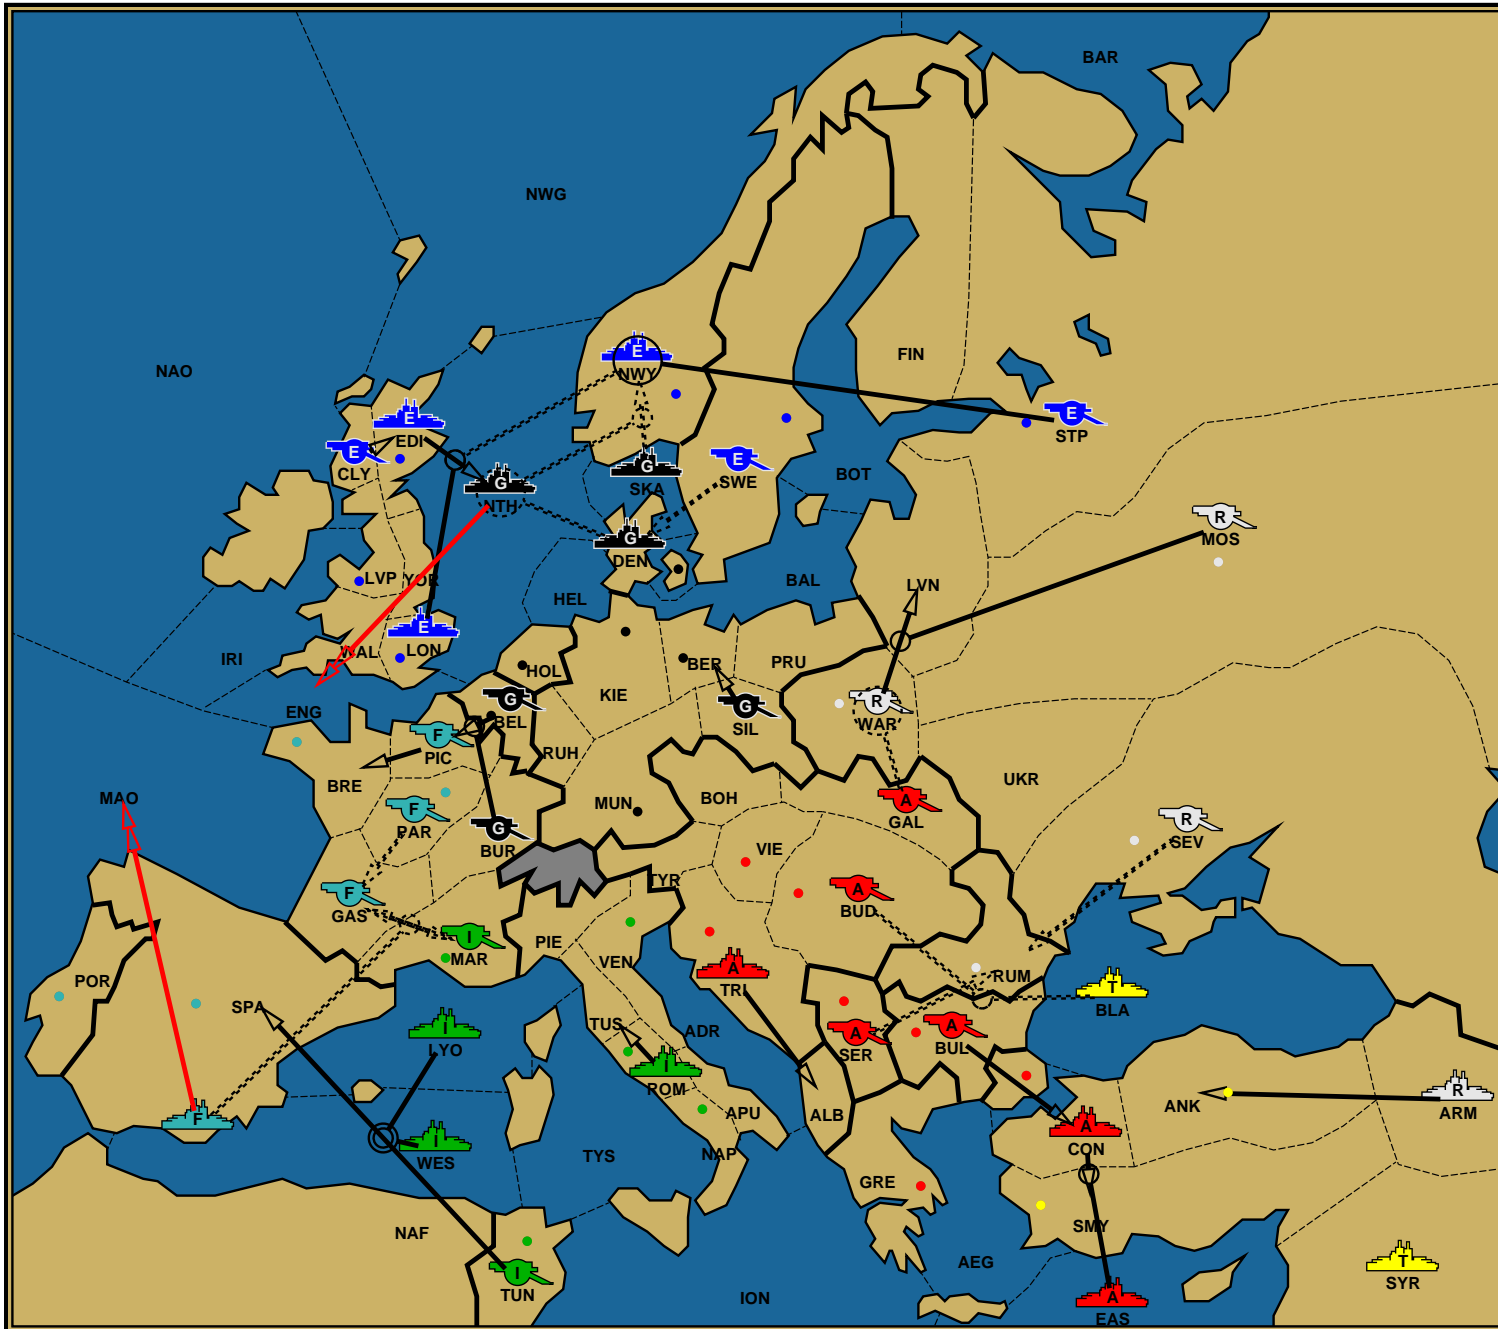 BAR
NWG
NAO
FIN
E
NWY
E
STP
E
EDI
E
CLY
G
NTH
G
SKA
E
SWE
BOT
R
MOS
G
DEN
BAL
LVN
HEL
LVP
YOR
E
LON
WAL
IRI
HOL
BER
PRU
KIE
G
BEL
G
SIL
R
WAR
ENG
F
PIC
RUH
UKR
BRE
MAO
F
PAR
MUN
BOH
A
GAL
R
SEV
G
BUR
VIE
TYR
A
BUD
F
GAS
I
MAR
PIE
VEN
A
TRI
RUM
T
BLA
POR
SPA
I
LYO
TUS
ADR
A
SER
A
BUL
I
ROM
APU
ALB
ANK
R
ARM
F
I
WES
TYS
NAP
A
CON
GRE
NAF
SMY
AEG
T
SYR
I
TUN
ION
A
EAS